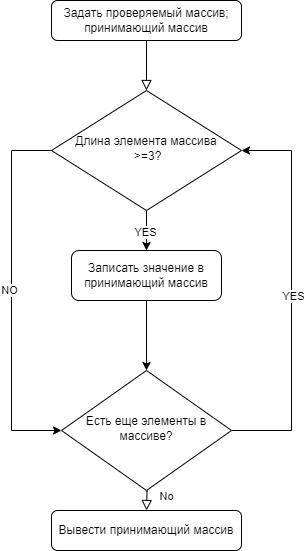 Задать проверяемый массив;
принимающий массив
Длина элемента массива
>=3?
YES
Записать значение в
принимающий массив
NO
YES
Есть еще элементы в
массиве?
No
Вывести принимающий массив